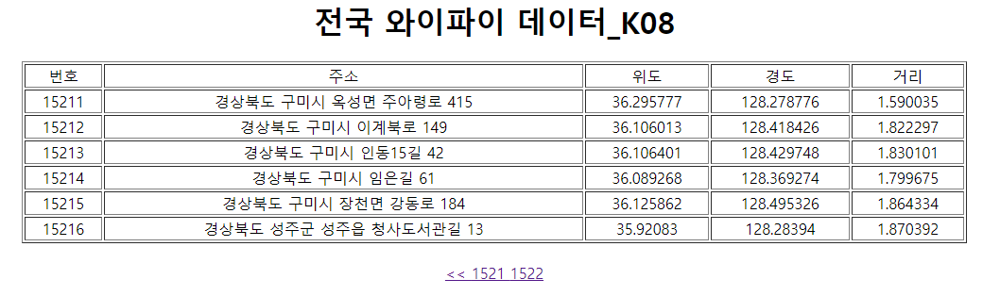 전국 와이파이 데이터_K08
번호 주소 위도 경도 거리
15211 경상북도 구미시 옥성면 주아령로 415 36.295777 128.278776 1.590035
15212 경상북도 구미시 이계북로 149 36.106013 128.418426 1.822297
15213 경상북도 구미시 인동15길 42 36.106401 128.429748 1.830101
15214 경상북도 구미시 임은길 61 36.089268 128.369274 1.799675
15215 경상북도 구미시 장천면 강동로 184 36.125862 128.495326 1.864334
15216 경상북도 성주군 성주읍 청사도서관길 13 35.92083 128.28394 1.870392
<< 1521 1522